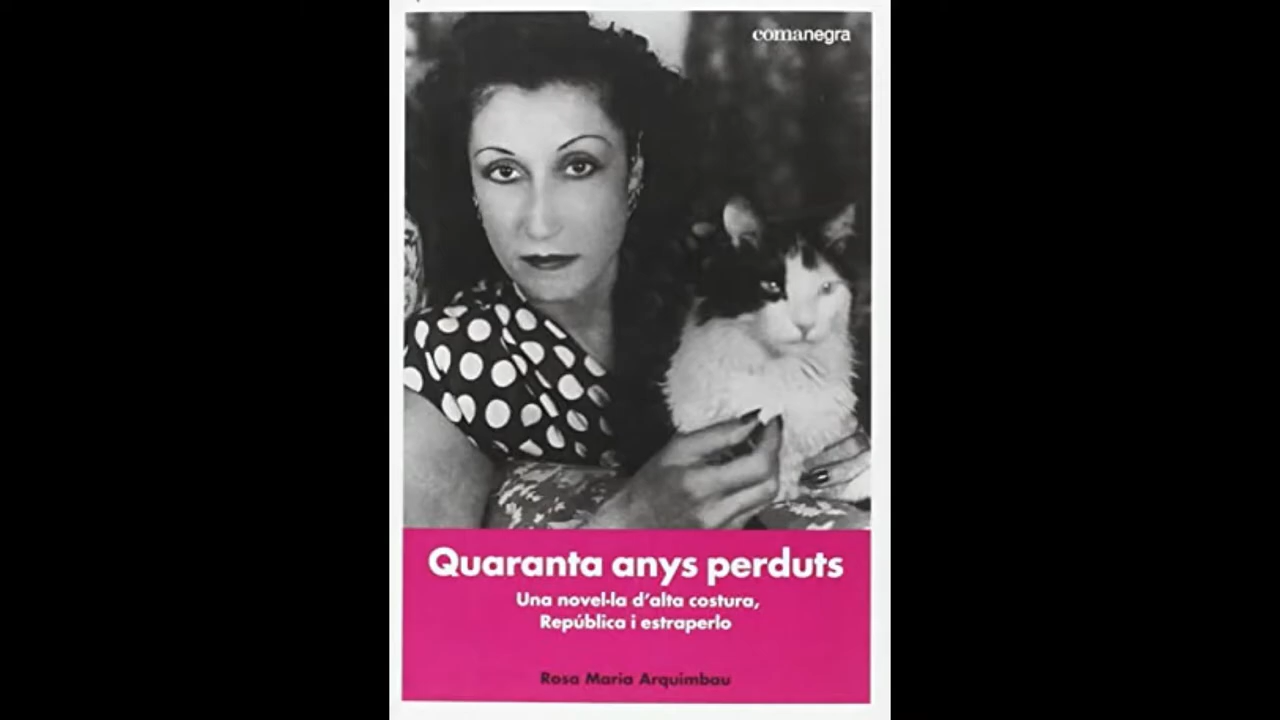 comanegra
Quaranta anys perduts
Una novel·la d'alta costura,
República i estraperlo
Rosa Maria Arquimbau